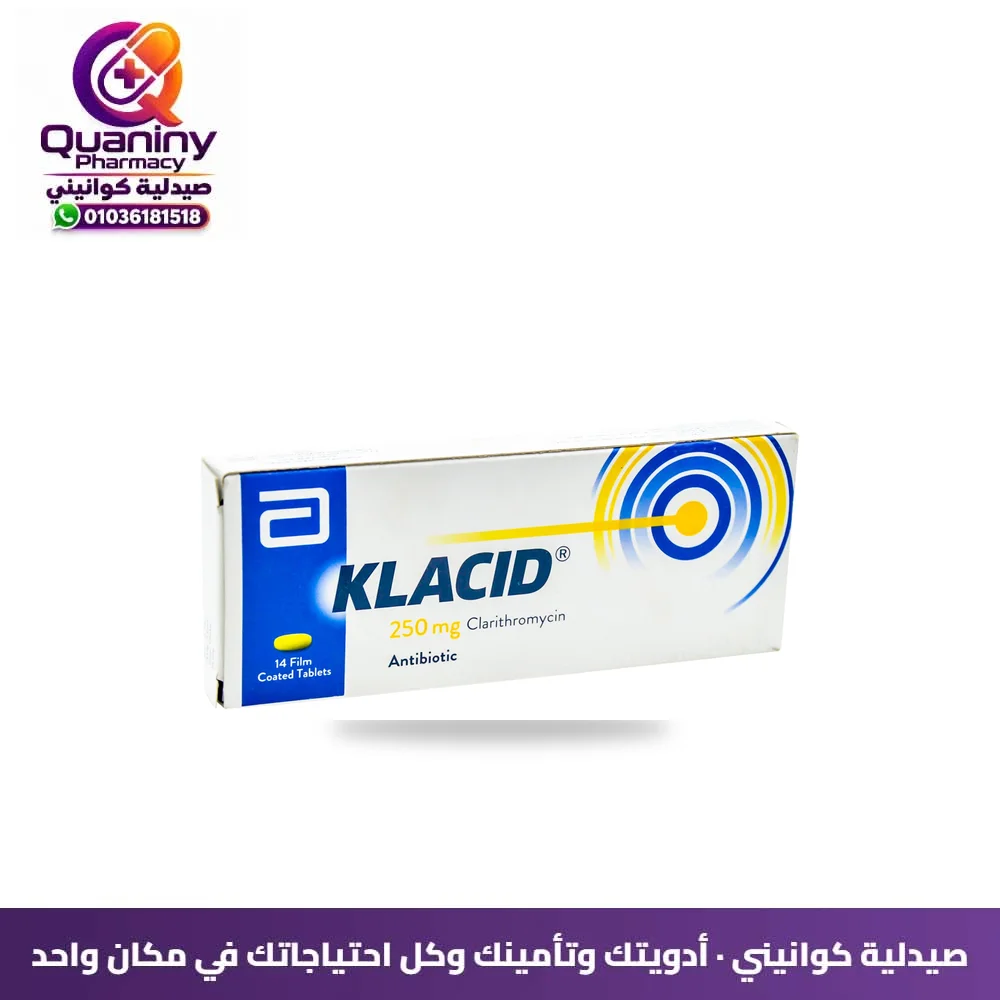 Quaniny
Pharmacy
صيدلية كوانيني
01036181518
KLACID®
250 mg Clarithromycin
Antibiotic
14 Film
Coated Tablets
صيدلية كوانيني · أدويتك وتأمينك وكل احتياجاتك في مكان واحد